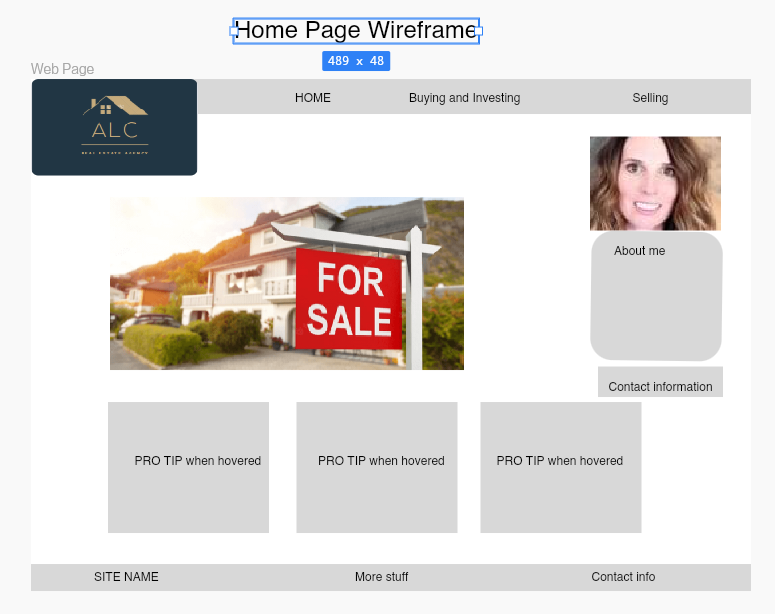 Home Page Wireframe
489 x 48
Web Page
ALC
REAL ESTATE AGENCY
HOME
Buying and Investing
Selling
FOR
SALE
About me
Contact information
PRO TIP when hovered
PRO TIP when hovered
PRO TIP when hovered
SITE NAME
More stuff
Contact info